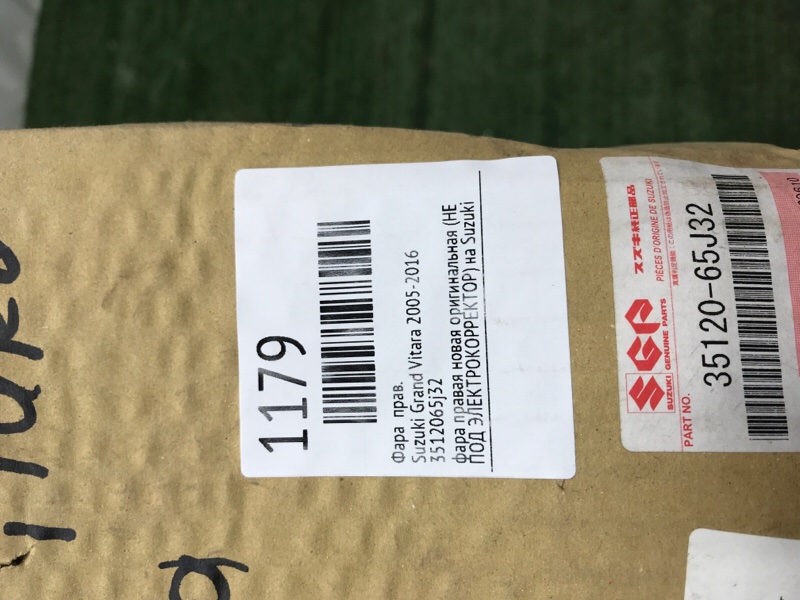 1179
Фара прав.
Suzuki Grand Vitara 2005-2016
3512065j32
фара правая новая оригинальная (НЕ
ПОД ЭЛЕКТРОКОРРЕКТОР) на Suzuki
SGP
SUZUKI GENUINE PARTS
スズキ純正部品
PIÈCES D'ORIGINE DE SUZUKI
PART NO.
35120-65J32